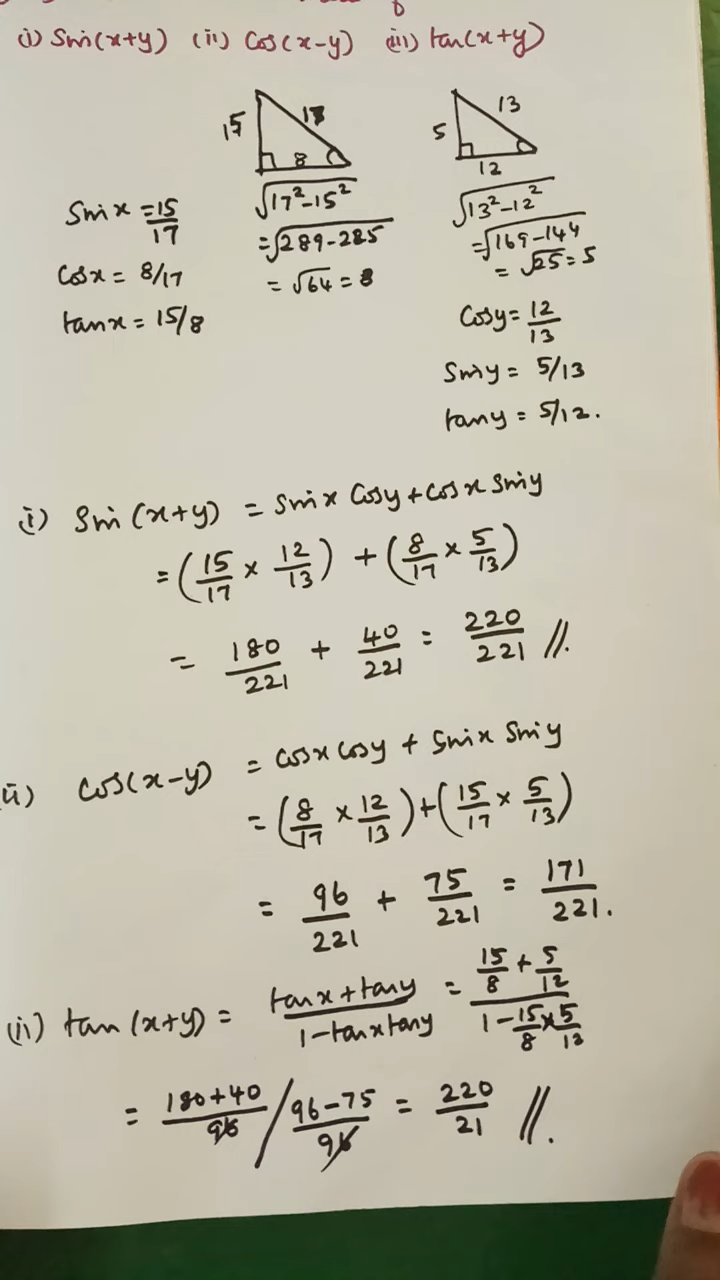 (i) Sin(x+y) (ii) Cos(x-y) (iii) tan(x+y)
15 17 8
5 13 12
Sin x = 15/17
Cos x = 8/17
tan x = 15/8
√17²-15²
= √289-225
= √64 = 8
√13²-12²
= √169-144
= √25 = 5
Cos y = 12/13
Sin y = 5/13
tan y = 5/12.
(i) Sin (x+y) = Sin x Cos y + Cos x Sin y
= (15/17 × 12/13) + (8/17 × 5/13)
= 180/221 + 40/221 = 220/221 //.
ii) Cos(x-y) = Cos x Cos y + Sin x Sin y
= (8/17 × 12/13) + (15/17 × 5/13)
= 96/221 + 75/221 = 171/221.
(ii) tan (x+y) = tan x + tan y / 1 - tan x tan y = 15/8 + 5/12 / 1 - 15/8 × 5/12
= 180+40/96 / 96-75/96 = 220/21 //.